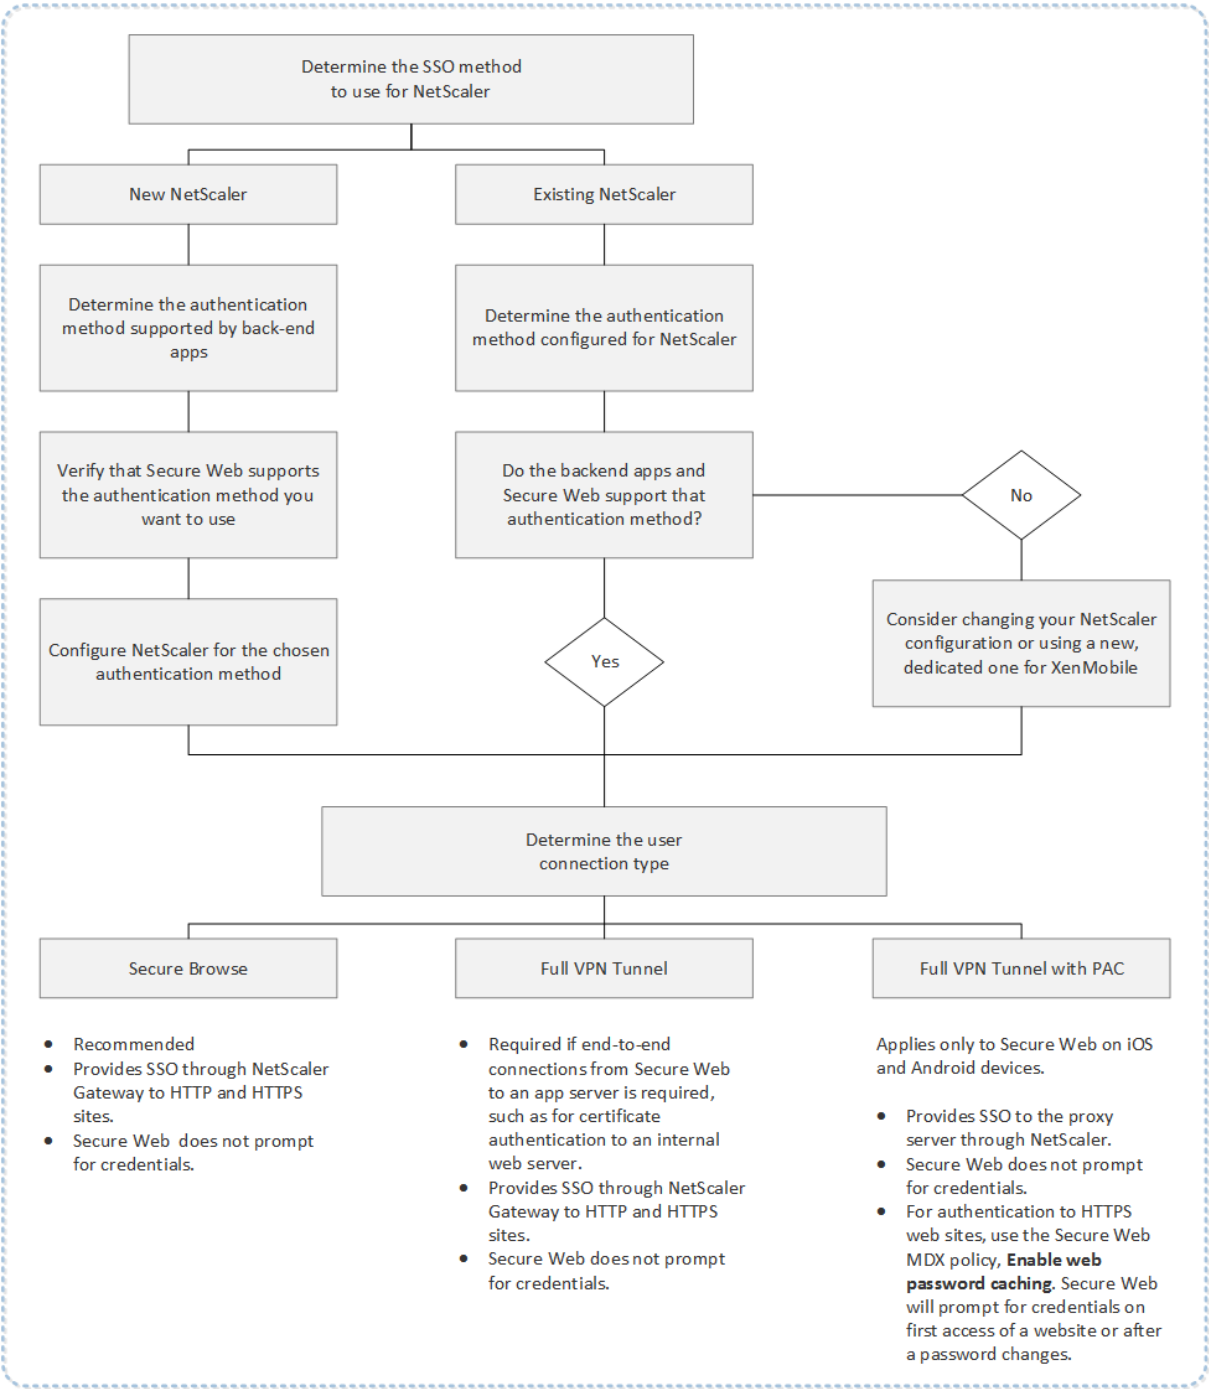 Determine the SSO method
to use for NetScaler
New NetScaler
Existing NetScaler
Determine the authentication
method supported by back-end
apps
Determine the authentication
method configured for NetScaler
Verify that Secure Web supports
the authentication method you
want to use
Do the backend apps and
Secure Web support that
authentication method?
No
Configure NetScaler for the chosen
authentication method
Yes
Consider changing your NetScaler
configuration or using a new,
dedicated one for XenMobile
Determine the user
connection type
Secure Browse
Full VPN Tunnel
Full VPN Tunnel with PAC
• Recommended
• Provides SSO through NetScaler
Gateway to HTTP and HTTPS
sites.
• Secure Web does not prompt
for credentials.
• Required if end-to-end
connections from Secure Web
to an app server is required,
such as for certificate
authentication to an internal
web server.
• Provides SSO through NetScaler
Gateway to HTTP and HTTPS
sites.
• Secure Web does not prompt
for credentials.
Applies only to Secure Web on iOS
and Android devices.
• Provides SSO to the proxy
server through NetScaler.
• Secure Web does not prompt
for credentials.
• For authentication to HTTPS
web sites, use the Secure Web
MDX policy, Enable web
password caching. Secure Web
will prompt for credentials on
first access of a website or after
a password changes.